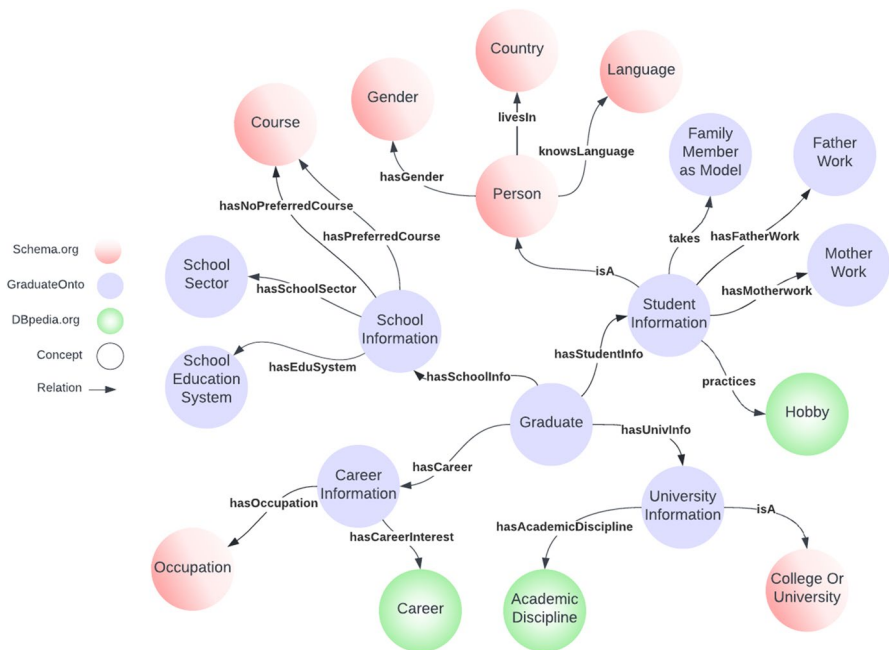 Country
Language
Gender
Course
livesIn
Family
Member
as Model
Father
Work
knowsLanguage
hasGender
Person
hasNoPreferredCourse
hasPreferredCourse
takes
hasFatherWork
Schema.org
School
Sector
Mother
Work
isA
GraduateOnto
hasSchoolSector
hasMotherwork
Student
Information
DBpedia.org
School
Information
Concept
School
Education
System
hasEduSystem
hasStudentInfo
Relation
hasSchoolInfo
practices
Hobby
Graduate
hasUnivInfo
hasCareer
Career
Information
hasOccupation
University
Information
isA
hasAcademicDiscipline
hasCareerInterest
Occupation
College Or
University
Career
Academic
Discipline